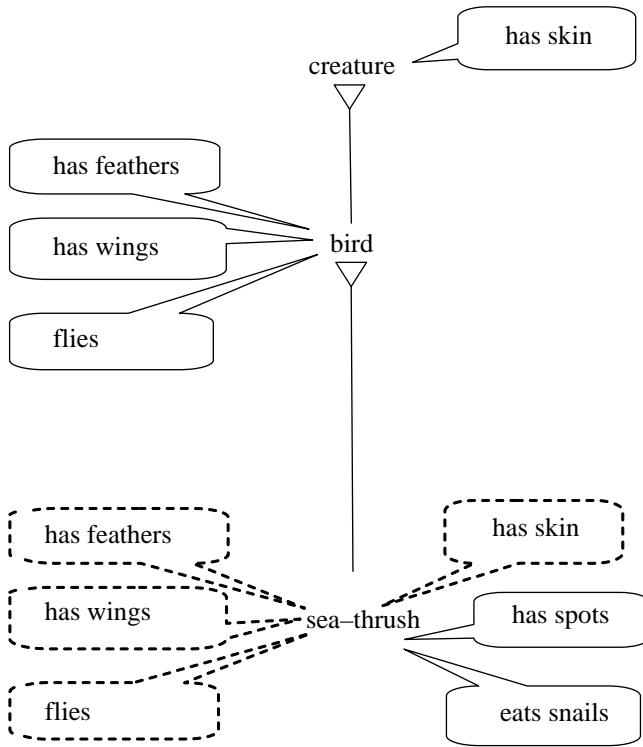 has skin
creature
has feathers
has wings
bird
flies
has feathers
has skin
has wings
sea–thrush
has spots
flies
eats snails